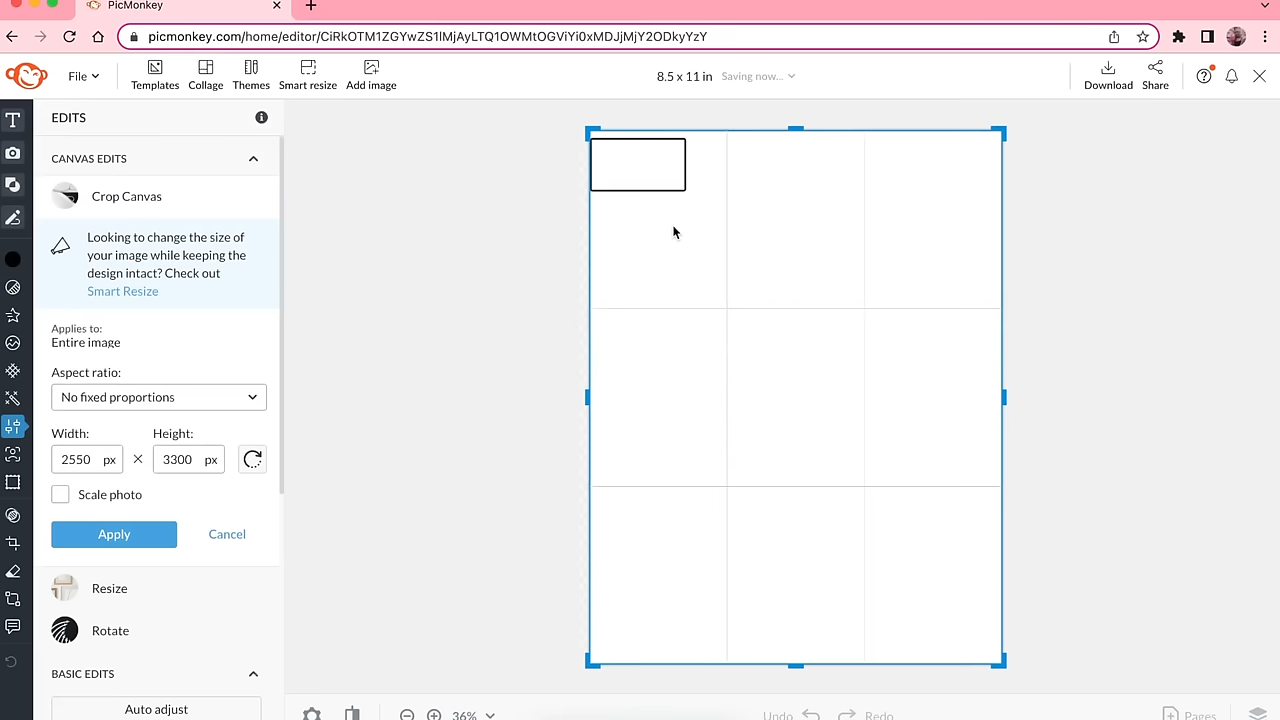 PicMonkey
picmonkey.com/home/editor/CiRkOTM1ZGYwZS1lMjAyLTQ1OWMtOGViYi0xMDJjMjY2ODkyYzY
File
Templates
Collage
Themes
Smart resize
Add image
8.5 x 11 in
Saving now...
Download
Share
EDITS
CANVAS EDITS
Crop Canvas
Looking to change the size of
your image while keeping the
design intact? Check out
Smart Resize
Applies to:
Entire image
Aspect ratio:
No fixed proportions
Width:
Height:
2550 px
×
3300 px
Scale photo
Apply
Cancel
Resize
Rotate
BASIC EDITS
Auto adjust
36%
Undo
Redo
Pages